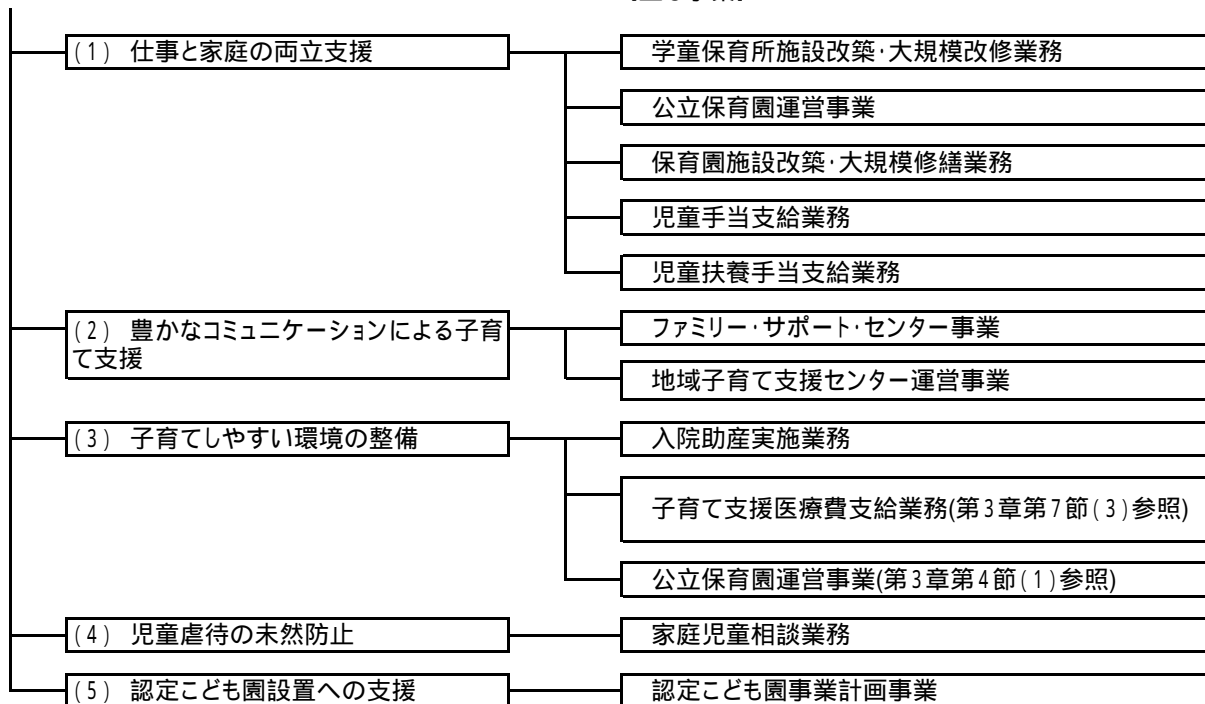 (1) 仕事と家庭の両立支援
学童保育所施設改築･大規模改修業務
公立保育園運営事業
保育園施設改築･大規模修繕業務
児童手当支給業務
児童扶養手当支給業務
(2) 豊かなコミュニケーションによる子育
て支援
ファミリー･サポート･センター事業
地域子育て支援センター運営事業
(3) 子育てしやすい環境の整備
入院助産実施業務
子育て支援医療費支給業務(第3章第7節(3)参照)
公立保育園運営事業(第3章第4節(1)参照)
(4) 児童虐待の未然防止
家庭児童相談業務
(5) 認定こども園設置への支援
認定こども園事業計画事業